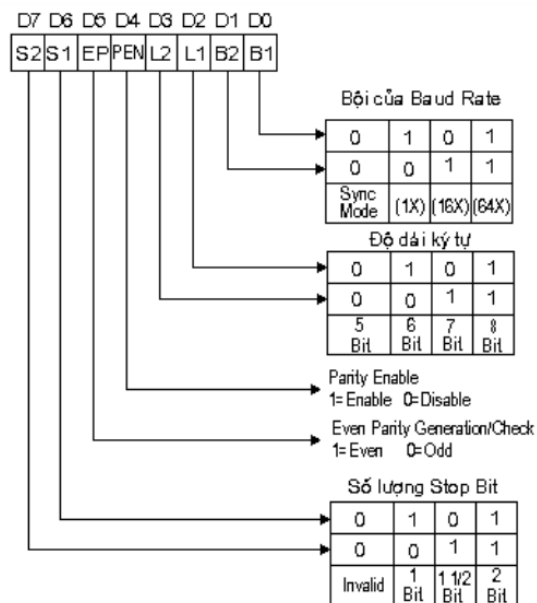 D7 D6 D5 D4 D3 D2 D1 D0
S2 S1 EP PEN L2 L1 B2 B1
Bội của Baud Rate
0 1 0 1
0 0 1 1
Sync Mode (1X) (16X) (64X)
Độ dài ký tự
0 1 0 1
0 0 1 1
5 Bit 6 Bit 7 Bit 8 Bit
Parity Enable
1=Enable 0=Disable
Even Parity Generation/Check
1=Even 0=Odd
Số lượng Stop Bit
0 1 0 1
0 0 1 1
Invalid 1 Bit 1 1/2 Bit 2 Bit